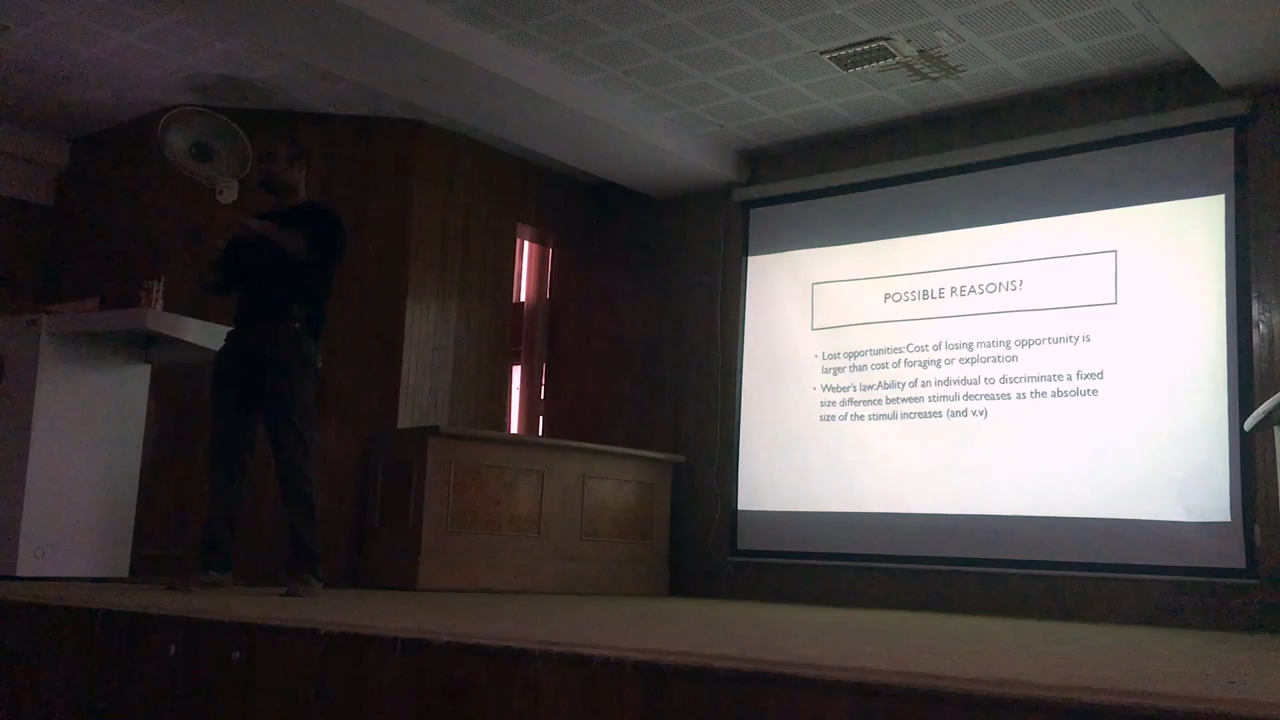 POSSIBLE REASONS?
• Lost opportunities: Cost of losing mating opportunity is
larger than cost of foraging or exploration
• Weber's law: Ability of an individual to discriminate a fixed
size difference between stimuli decreases as the absolute
size of the stimuli increases (and v.v)